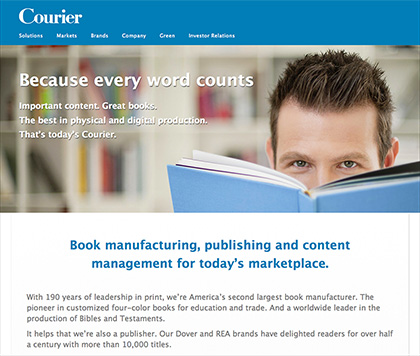 Courier
Solutions Markets Brands Company Green Investor Relations
Because every word counts
Important content. Great books.
The best in physical and digital production.
That's today's Courier.
Book manufacturing, publishing and content
management for today's marketplace.
With 190 years of leadership in print, we're America's second largest book manufacturer. The
pioneer in customized four-color books for education and trade. And a worldwide leader in the
production of Bibles and Testaments.
It helps that we're also a publisher. Our Dover and REA brands have delighted readers for over half
a century with more than 10,000 titles.